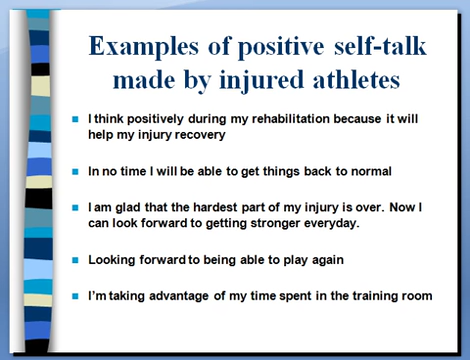 Examples of positive self-talk
made by injured athletes
I think positively during my rehabilitation because it will
help my injury recovery
In no time I will be able to get things back to normal
I am glad that the hardest part of my injury is over. Now I
can look forward to getting stronger everyday.
Looking forward to being able to play again
I'm taking advantage of my time spent in the training room